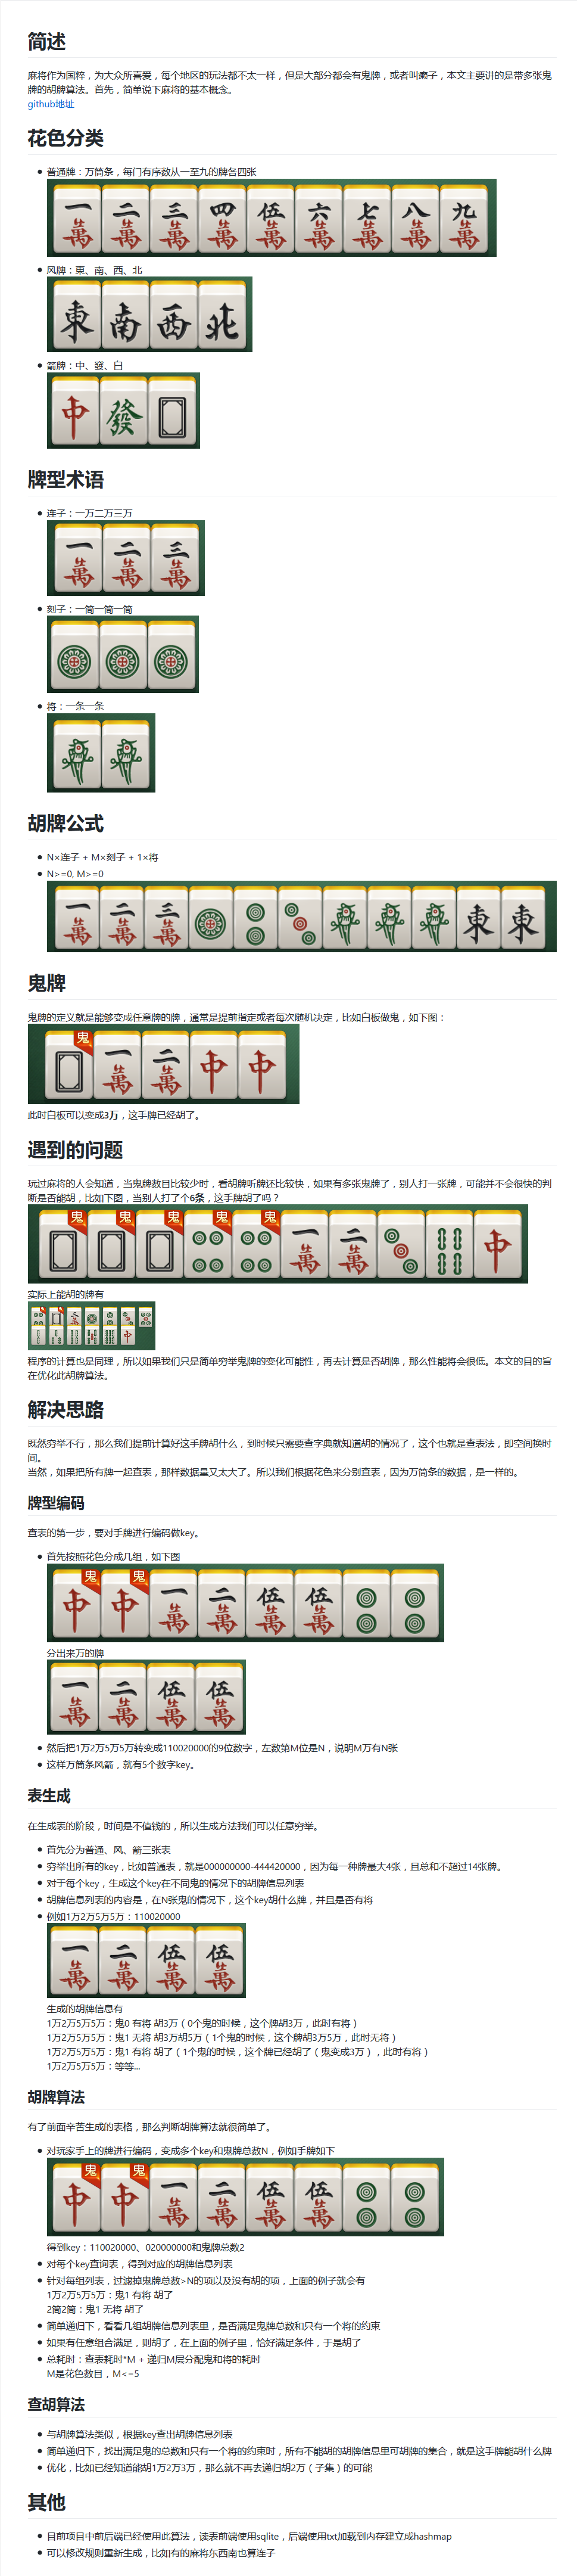 简述
麻将作为国粹，为大众所喜爱，每个地区的玩法都不太一样，但是大部分都会有鬼牌，或者叫癞子，本文主要讲的是带多张鬼
牌的胡牌算法。首先，简单说下麻将的基本概念。
github地址
花色分类
普通牌：万筒条，每门有序数从一至九的牌各四张
一萬 二萬 三萬 四萬 伍萬 六萬 七萬 八萬 九萬
风牌：東、南、西、北
東 南 西 北
箭牌：中、發、白
中 發
牌型术语
连子：一万二万三万
一萬 二萬 三萬
刻子：一筒一筒一筒
将：一条一条
胡牌公式
N×连子 + M×刻子 + 1×将
N>=0, M>=0
一萬 二萬 三萬 東 東
鬼牌
鬼牌的定义就是能够变成任意牌的牌，通常是提前指定或者每次随机决定，比如白板做鬼，如下图：
鬼 一萬 二萬 中 中
此时白板可以变成3万，这手牌已经胡了。
遇到的问题
玩过麻将的人会知道，当鬼牌数目比较少时，看胡牌听牌还比较快，如果有多张鬼牌了，别人打一张牌，可能并不会很快的判
断是否能胡，比如下图，当别人打了个6条，这手牌胡了吗？
鬼 鬼 鬼 鬼 鬼 一萬 二萬 中
实际上能胡的牌有
程序的计算也是同理，所以如果我们只是简单穷举鬼牌的变化可能性，再去计算是否胡牌，那么性能将会很低。本文的目的旨
在优化此胡牌算法。
解决思路
既然穷举不行，那么我们提前计算好这手牌胡什么，到时候只需要查字典就知道胡的情况了，这个也就是查表法，即空间换时
间。
当然，如果把所有牌一起查表，那样数据量又太大了。所以我们根据花色来分别查表，因为万筒条的数据，是一样的。
牌型编码
查表的第一步，要对手牌进行编码做key。
首先按照花色分成几组，如下图
中鬼 中鬼 一萬 二萬 伍萬 伍萬
分出来万的牌
一萬 二萬 伍萬 伍萬
然后把1万2万5万5万转变成110020000的9位数字，左数第M位是N，说明M万有N张
这样万筒条风箭，就有5个数字key。
表生成
在生成表的阶段，时间是不值钱的，所以生成方法我们可以任意穷举。
首先分为普通、风、箭三张表
穷举出所有的key，比如普通表，就是000000000-444420000，因为每一种牌最大4张，且总和不超过14张牌。
对于每个key，生成这个key在不同鬼的情况下的胡牌信息列表
胡牌信息列表的内容是，在N张鬼的情况下，这个key胡什么牌，并且是否有将
例如1万2万5万5万：110020000
一萬 二萬 伍萬 伍萬
生成的胡牌信息有
1万2万5万5万：鬼0 有将 胡3万（0个鬼的时候，这个牌胡3万，此时有将）
1万2万5万5万：鬼1 无将 胡3万胡5万（1个鬼的时候，这个牌胡3万5万，此时无将）
1万2万5万5万：鬼1 有将 胡了（1个鬼的时候，这个牌已经胡了（鬼变成3万），此时有将）
1万2万5万5万：等等...
胡牌算法
有了前面辛苦生成的表格，那么判断胡牌算法就很简单了。
对玩家手上的牌进行编码，变成多个key和鬼牌总数N，例如手牌如下
中鬼 中鬼 一萬 二萬 伍萬 伍萬
得到key：110020000、020000000和鬼牌总数2
对每个key查询表，得到对应的胡牌信息列表
针对每组列表，过滤掉鬼牌总数>N的项以及没有胡的项，上面的例子就会有
1万2万5万5万：鬼1 有将 胡了
2筒2筒：鬼1 无将 胡了
简单递归下，看看几组胡牌信息列表里，是否满足鬼牌总数和只有一个将的约束
如果有任意组合满足，则胡了，在上面的例子里，恰好满足条件，于是胡了
总耗时：查表耗时*M + 递归M层分配鬼和将的耗时
M是花色数目，M<=5
查胡算法
与胡牌算法类似，根据key查出胡牌信息列表
简单递归下，找出满足鬼的总数和只有一个将的约束时，所有不能胡的胡牌信息里可胡牌的集合，就是这手牌能胡什么牌
优化，比如已经知道能胡1万2万3万，那么就不再去递归胡2万（子集）的可能
其他
目前项目中前后端已经使用此算法，读表前端使用sqlite，后端使用txt加载到内存建立成hashmap
可以修改规则重新生成，比如有的麻将东西南也算连子